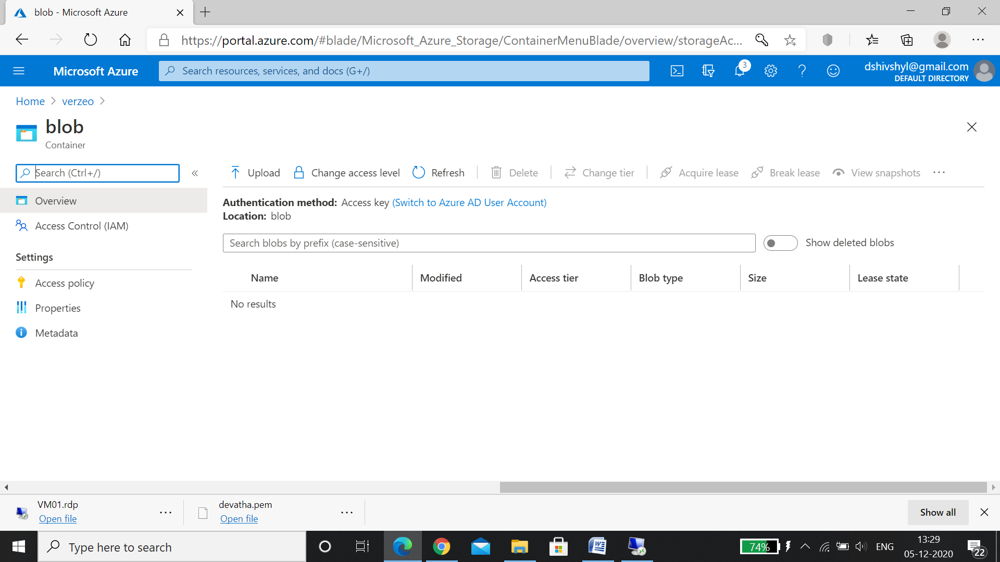 blob - Microsoft Azure
https://portal.azure.com/#blade/Microsoft_Azure_Storage/ContainerMenuBlade/overview/storageAc...
Microsoft Azure
Search resources, services, and docs (G+/)
3
dshivshyl@gmail.com
DEFAULT DIRECTORY
Home > verzeo >
blob
Container
Search (Ctrl+/)
«
Upload Change access level Refresh Delete Change tier Acquire lease Break lease View snapshots ...
Overview
Access Control (IAM)
Settings
Access policy
Properties
Metadata
Authentication method: Access key (Switch to Azure AD User Account)
Location: blob
Search blobs by prefix (case-sensitive)
Show deleted blobs
Name Modified Access tier Blob type Size Lease state
No results
VM01.rdp
Open file
devatha.pem
Open file
Show all
Type here to search
74%
ENG
13:29
05-12-2020
22